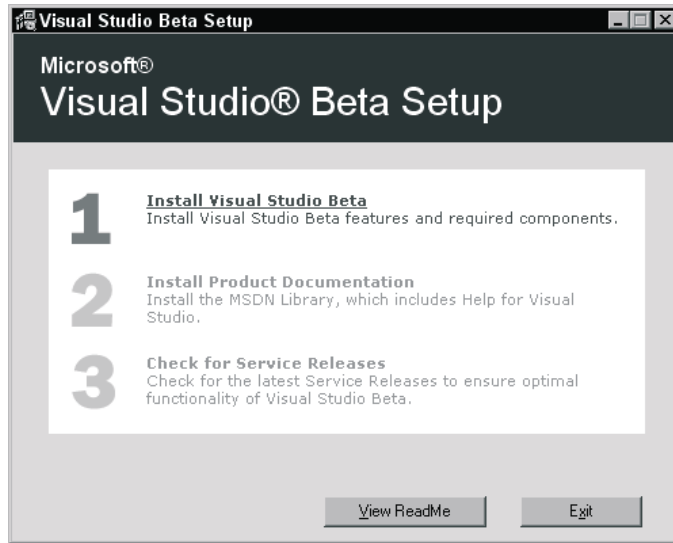 Visual Studio Beta Setup
Microsoft®
Visual Studio® Beta Setup
1
Install Visual Studio Beta
Install Visual Studio Beta features and required components.
2
Install Product Documentation
Install the MSDN Library, which includes Help for Visual
Studio.
3
Check for Service Releases
Check for the latest Service Releases to ensure optimal
functionality of Visual Studio Beta.
View ReadMe
Exit